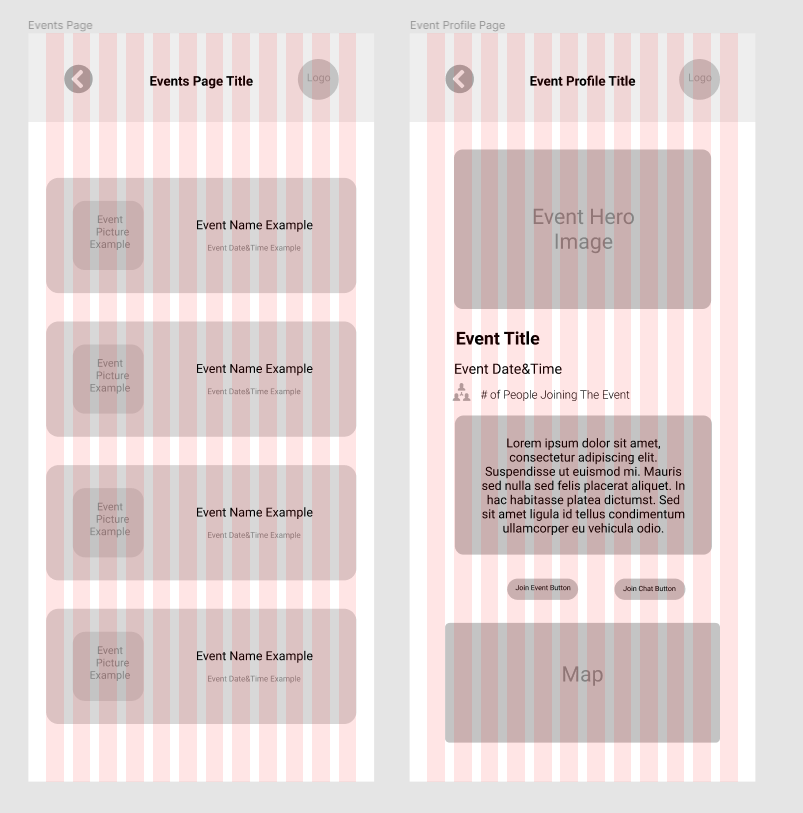 Events Page
Events Page Title
Logo
Event
Picture
Example
Event Name Example
Event Date&Time Example
Event
Picture
Example
Event Name Example
Event Date&Time Example
Event
Picture
Example
Event Name Example
Event Date&Time Example
Event
Picture
Example
Event Name Example
Event Date&Time Example
Event Profile Page
Event Profile Title
Logo
Event Hero
Image
Event Title
Event Date&Time
# of People Joining The Event
Lorem ipsum dolor sit amet,
consectetur adipiscing elit.
Suspendisse ut euismod mi. Mauris
sed nulla sed felis placerat aliquet. In
hac habitasse platea dictumst. Sed
sit amet ligula id tellus condimentum
ullamcorper eu vehicula odio.
Join Event Button
Join Chat Button
Map